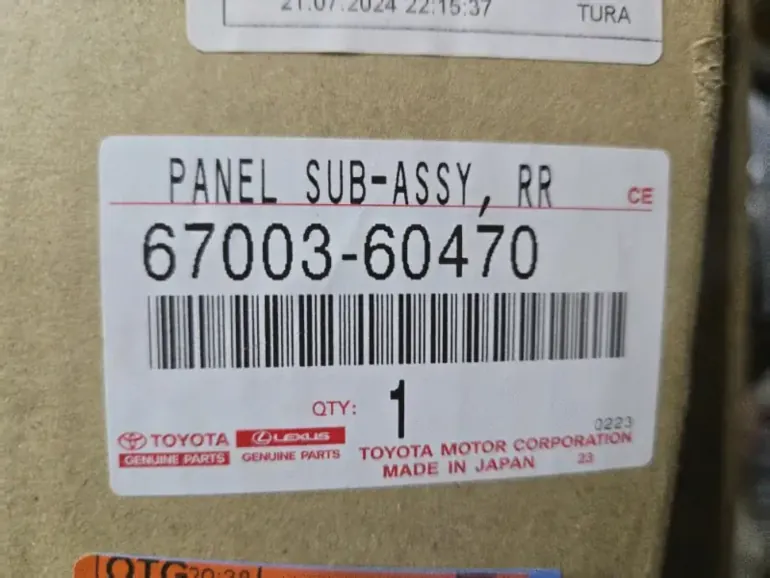 21.07.2024 22:15:37
TURA
PANEL SUB-ASSY, RR
CE
67003-60470
QTY: 1
0223
TOYOTA
GENUINE PARTS
LEXUS
GENUINE PARTS
TOYOTA MOTOR CORPORATION
MADE IN JAPAN 23
OTG